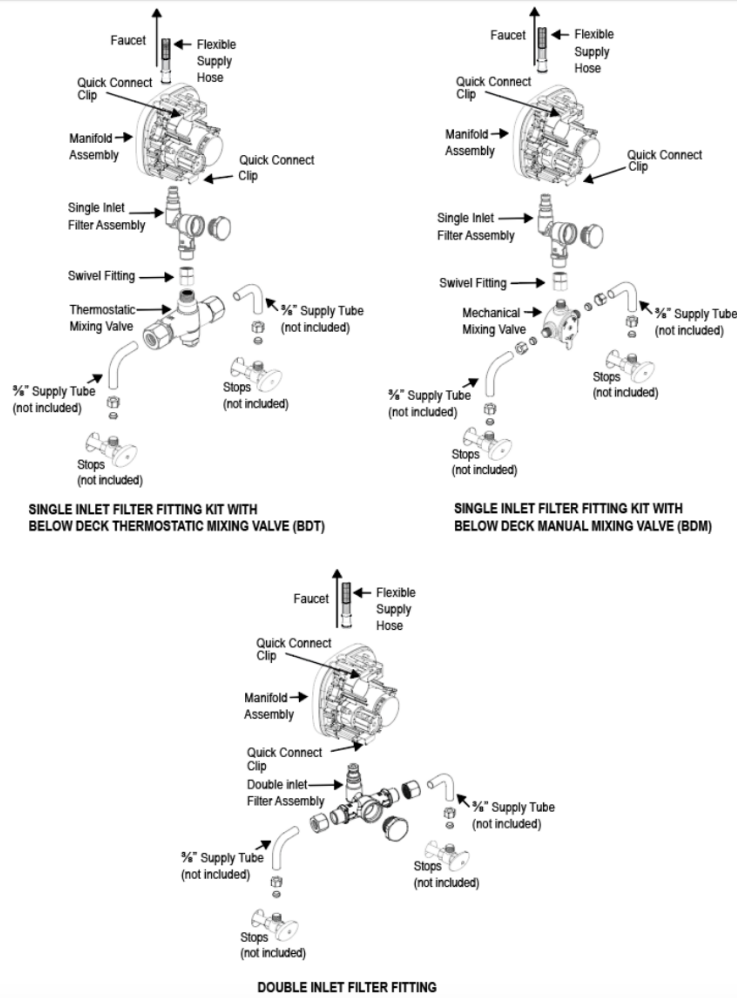 Faucet
Flexible
Supply
Hose
Quick Connect
Clip
Manifold
Assembly
Quick Connect
Clip
Single Inlet
Filter Assembly
Swivel Fitting
Thermostatic
Mixing Valve
⅜" Supply Tube
(not included)
Stops
(not included)
⅜" Supply Tube
(not included)
Stops
(not included)
SINGLE INLET FILTER FITTING KIT WITH
BELOW DECK THERMOSTATIC MIXING VALVE (BDT)
Faucet
Flexible
Supply
Hose
Quick Connect
Clip
Manifold
Assembly
Quick Connect
Clip
Single Inlet
Filter Assembly
Swivel Fitting
Mechanical
Mixing Valve
⅜" Supply Tube
(not included)
Stops
(not included)
⅜" Supply Tube
(not included)
Stops
(not included)
SINGLE INLET FILTER FITTING KIT WITH
BELOW DECK MANUAL MIXING VALVE (BDM)
Faucet
Flexible
Supply
Hose
Quick Connect
Clip
Manifold
Assembly
Quick Connect
Clip
Double inlet
Filter Assembly
⅜" Supply Tube
(not included)
Stops
(not included)
⅜" Supply Tube
(not included)
Stops
(not included)
DOUBLE INLET FILTER FITTING